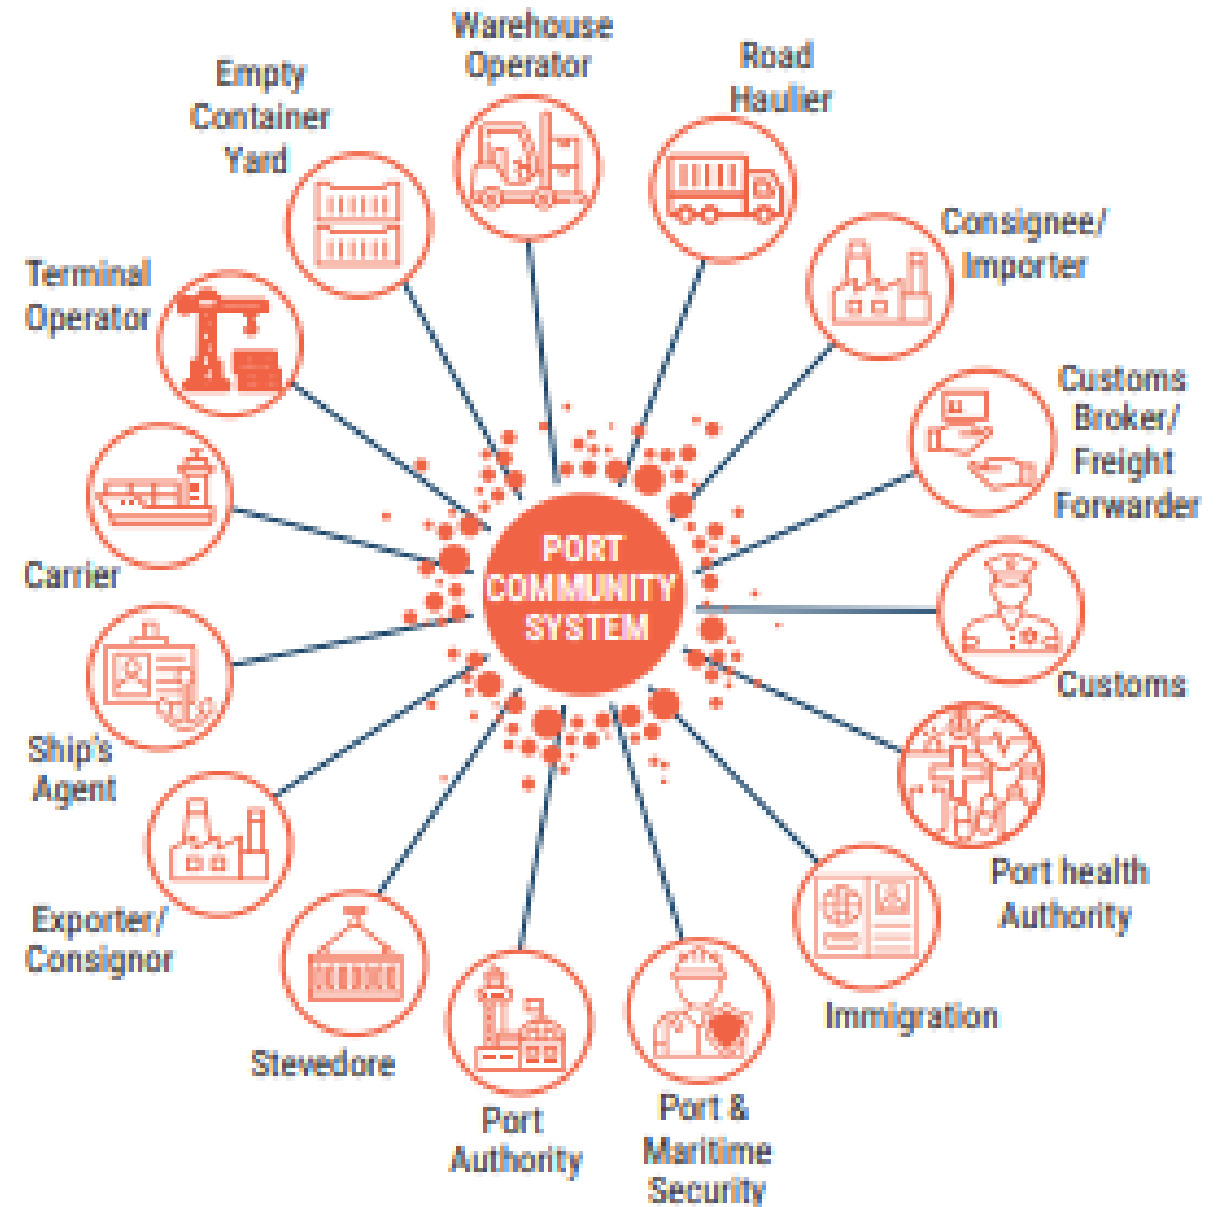 Warehouse
Operator
Road
Haulier
Empty
Container
Yard
Consignee/
Importer
Terminal
Operator
Customs
Broker/
Freight
Forwarder
PORT
COMMUNITY
SYSTEM
Carrier
Customs
Ship's
Agent
Port health
Authority
Exporter/
Consignor
Immigration
Stevedore
Port
Authority
Port &
Maritime
Security